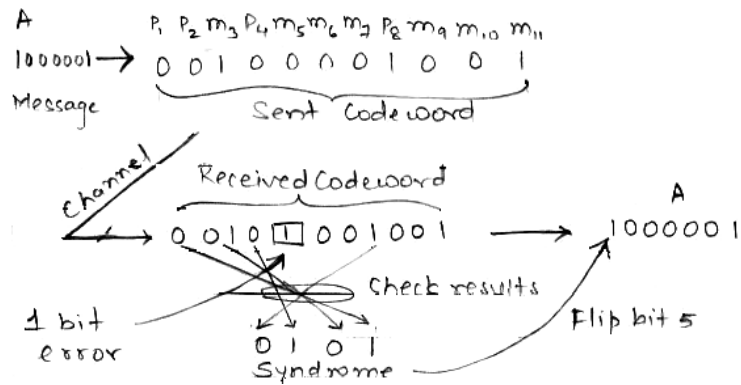 A P₁ P₂ m₃ P₄ m₅ m₆ m₇ P₈ m₉ m₁₀ m₁₁
1000001 → 0 0 1 0 0 0 0 1 0 0 1
Message
Sent Codeword
Channel
Received Codeword
A
0 0 1 0 1 0 0 1 0 0 1 → 1000001
Check results
1 bit
error
Flip bit 5
0 1 0 1
Syndrome